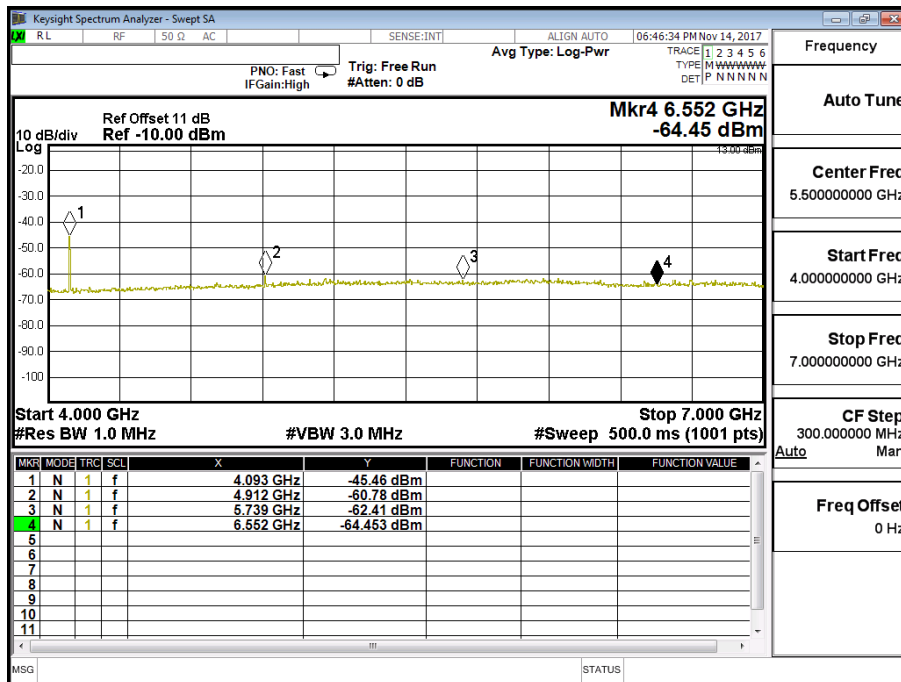 Keysight Spectrum Analyzer - Swept SA
LXI RL RF 50 Ω AC SENSE:INT ALIGN AUTO 06:46:34 PM Nov 14, 2017
PNO: Fast
IFGain:High
Trig: Free Run
#Atten: 0 dB
Avg Type: Log-Pwr
TRACE 1 2 3 4 5 6
TYPE M W W W W W
DET P N N N N N
Ref Offset 11 dB
Ref -10.00 dBm
10 dB/div
Log
Mkr4 6.552 GHz
-64.45 dBm
13.00 dBm
-20.0
-30.0
-40.0
-50.0
-60.0
-70.0
-80.0
-90.0
-100
1
2
3
4
Start 4.000 GHz
Stop 7.000 GHz
#Res BW 1.0 MHz
#VBW 3.0 MHz
#Sweep 500.0 ms (1001 pts)
MKR MODE TRC SCL X Y FUNCTION FUNCTION WIDTH FUNCTION VALUE
1 N 1 f 4.093 GHz -45.46 dBm
2 N 1 f 4.912 GHz -60.78 dBm
3 N 1 f 5.739 GHz -62.41 dBm
4 N 1 f 6.552 GHz -64.453 dBm
5
6
7
8
9
10
11
MSG
STATUS
Frequency
Auto Tune
Center Freq
5.500000000 GHz
Start Freq
4.000000000 GHz
Stop Freq
7.000000000 GHz
CF Step
300.000000 MHz
Auto Man
Freq Offset
0 Hz